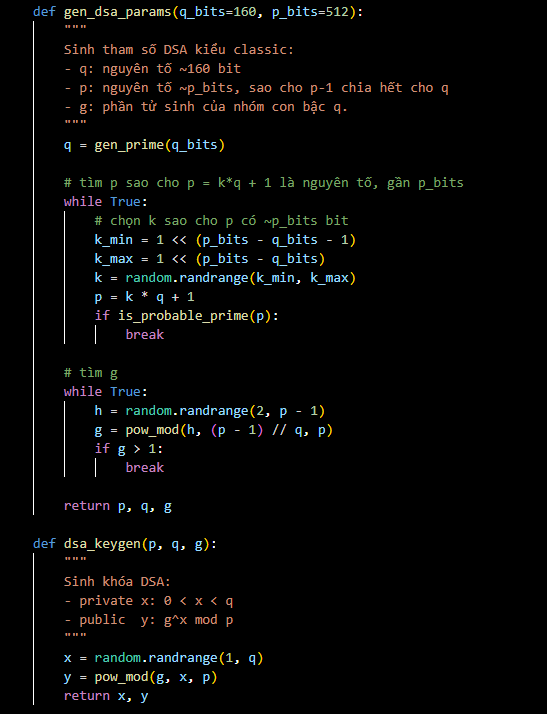 def gen_dsa_params(q_bits=160, p_bits=512):
"""
Sinh tham số DSA kiểu classic:
- q: nguyên tố ~160 bit
- p: nguyên tố ~p_bits, sao cho p-1 chia hết cho q
- g: phần tử sinh của nhóm con bậc q.
"""
q = gen_prime(q_bits)
# tìm p sao cho p = k*q + 1 là nguyên tố, gần p_bits
while True:
# chọn k sao cho p có ~p_bits bit
k_min = 1 << (p_bits - q_bits - 1)
k_max = 1 << (p_bits - q_bits)
k = random.randrange(k_min, k_max)
p = k * q + 1
if is_probable_prime(p):
break
# tìm g
while True:
h = random.randrange(2, p - 1)
g = pow_mod(h, (p - 1) // q, p)
if g > 1:
break
return p, q, g
def dsa_keygen(p, q, g):
"""
Sinh khóa DSA:
- private x: 0 < x < q
- public  y: g^x mod p
"""
x = random.randrange(1, q)
y = pow_mod(g, x, p)
return x, y